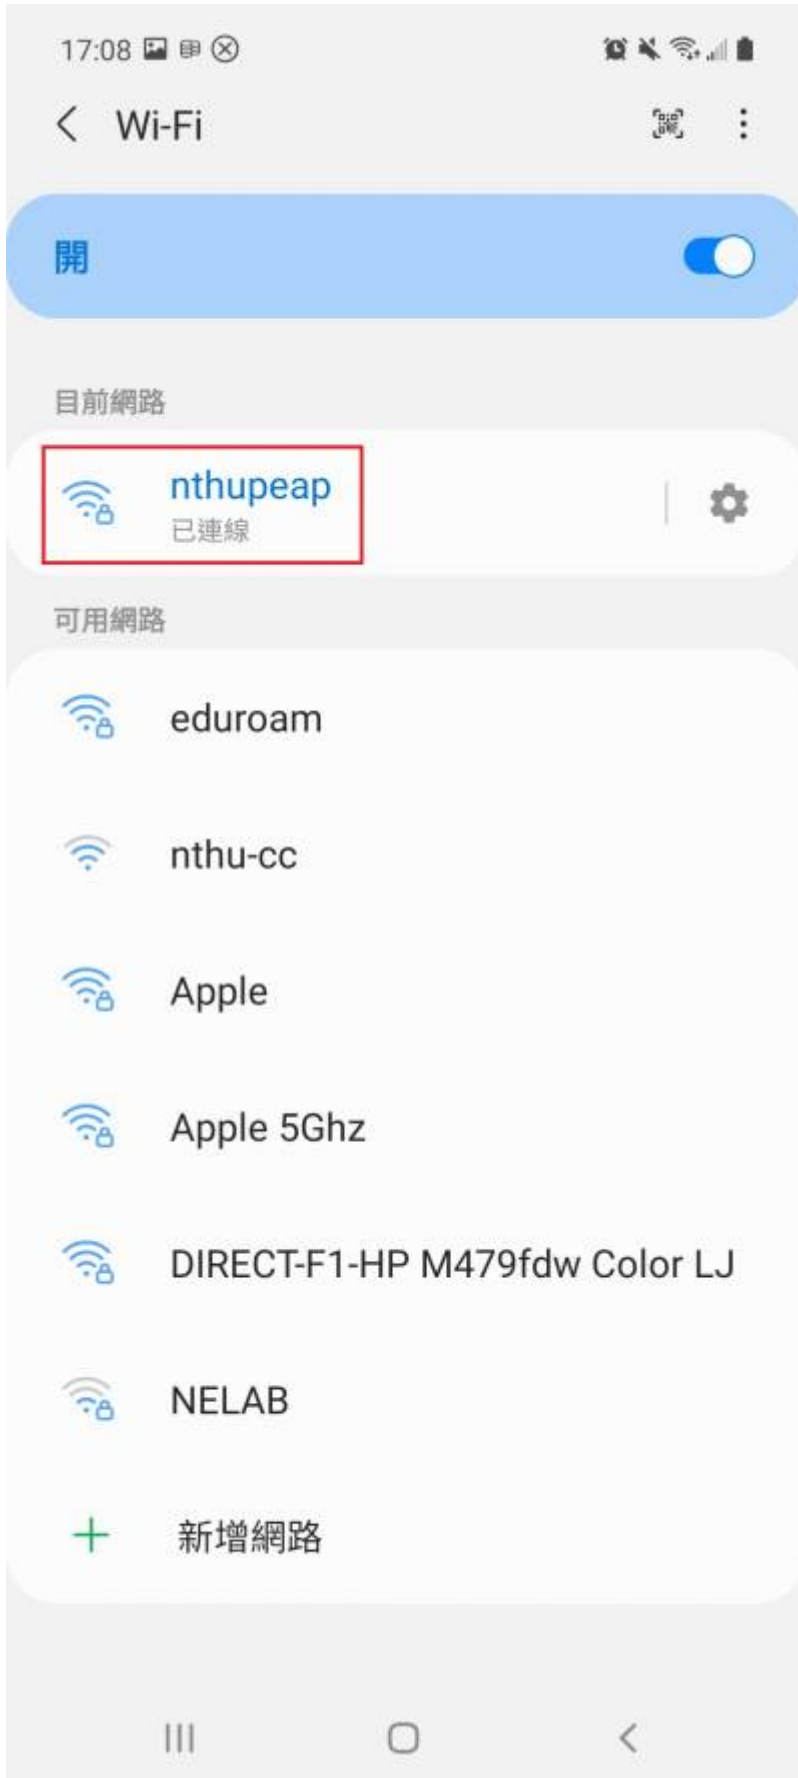 17:08
Wi-Fi
開
目前網路
nthupeap
已連線
可用網路
eduroam
nthu-cc
Apple
Apple 5Ghz
DIRECT-F1-HP M479fdw Color LJ
NELAB
新增網路